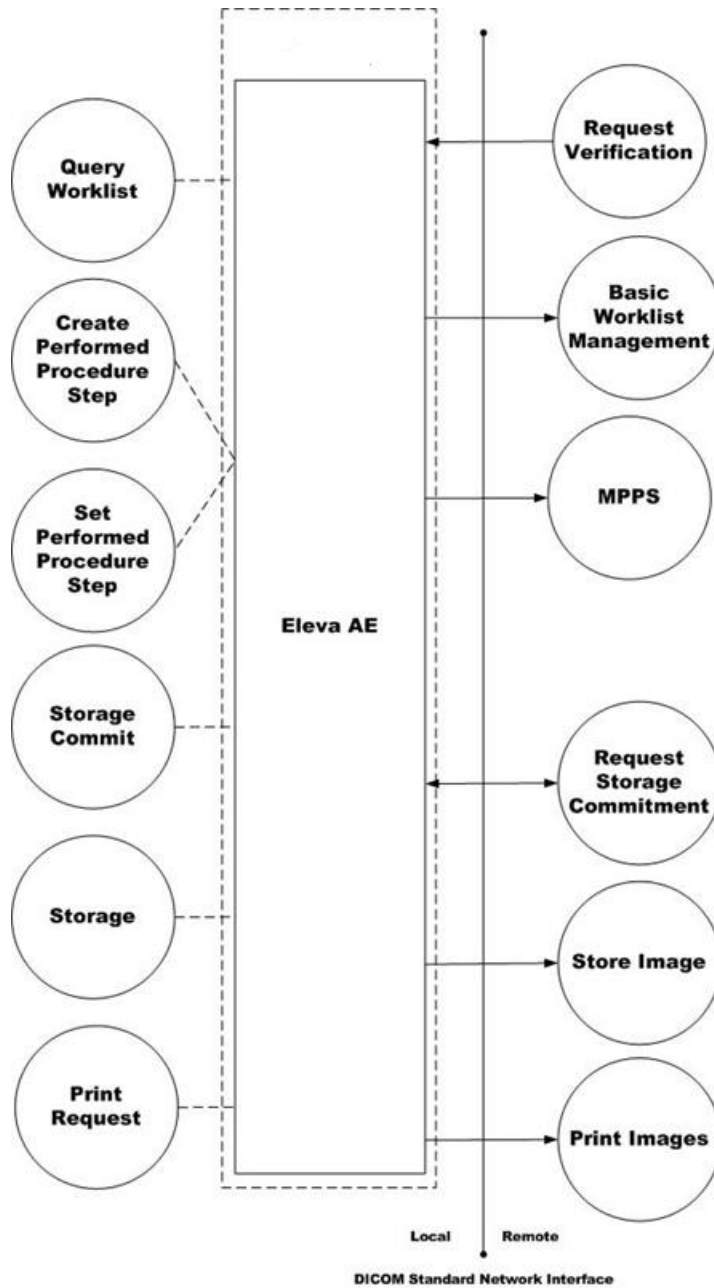 Query
Worklist
Create
Performed
Procedure
Step
Set
Performed
Procedure
Step
Storage
Commit
Storage
Print
Request
Eleva AE
Request
Verification
Basic
Worklist
Management
MPPS
Request
Storage
Commitment
Store Image
Print Images
Local
Remote
DICOM Standard Network Interface